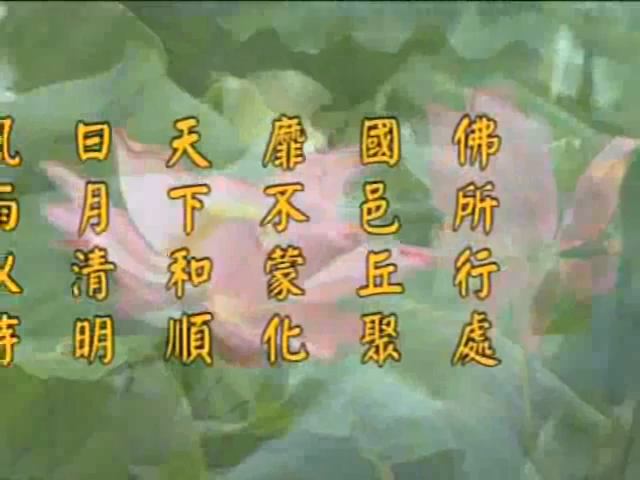 佛所行處
國邑丘聚
靡不蒙化
天下和順
日月清明